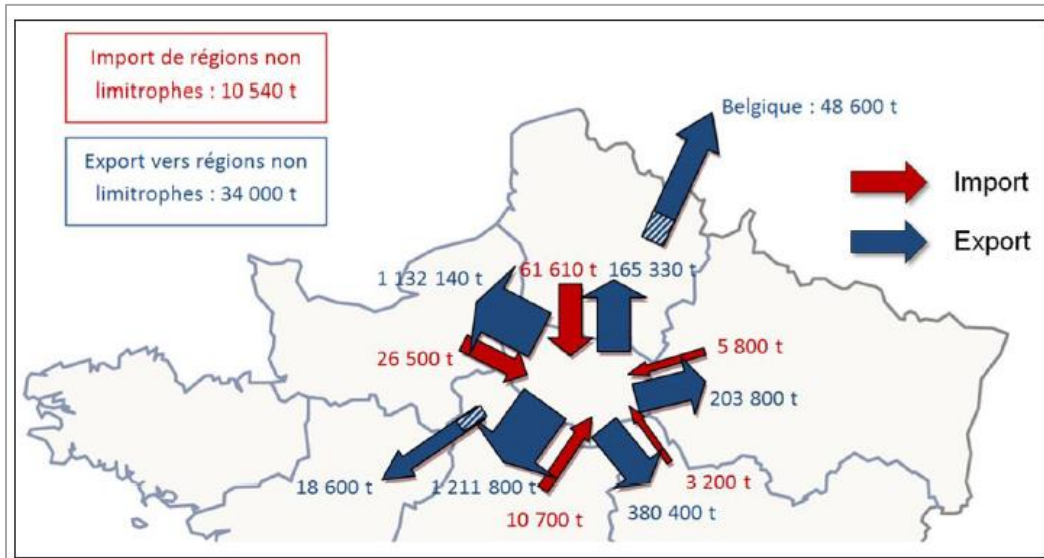 Import de régions non
limitrophes : 10 540 t
Export vers régions non
limitrophes : 34 000 t
Belgique : 48 600 t
Import
Export
1 132 140 t
61 610 t
165 330 t
26 500 t
5 800 t
203 800 t
18 600 t
1 211 800 t
10 700 t
3 200 t
380 400 t